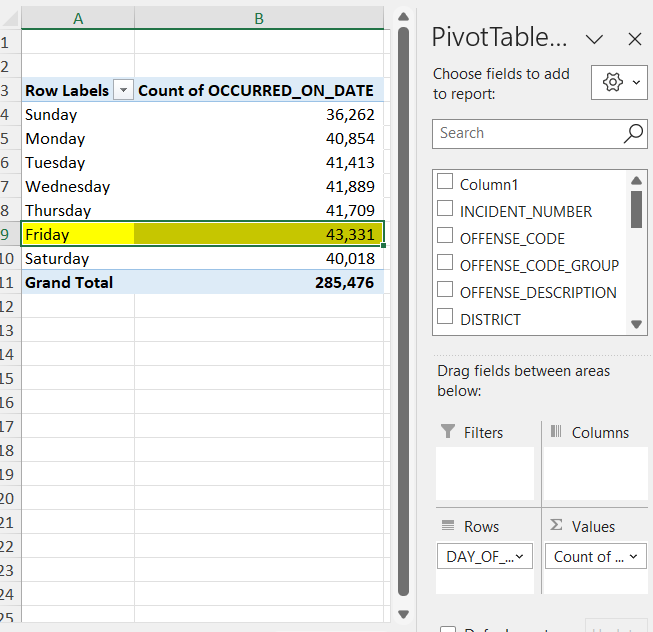 A B
PivotTable...
1
Choose fields to add
to report:
2
3 Row Labels Count of OCCURRED_ON_DATE
4 Sunday 36,262
Search
5 Monday 40,854
6 Tuesday 41,413
7 Wednesday 41,889
8 Thursday 41,709
9 Friday 43,331
10 Saturday 40,018
11 Grand Total 285,476
12
13
14
15
16
17
18
19
20
21
22
23
24
25
Column1
INCIDENT_NUMBER
OFFENSE_CODE
OFFENSE_CODE_GROUP
OFFENSE_DESCRIPTION
DISTRICT
Drag fields between areas
below:
Filters Columns
Rows Σ Values
DAY_OF_... Count of ...